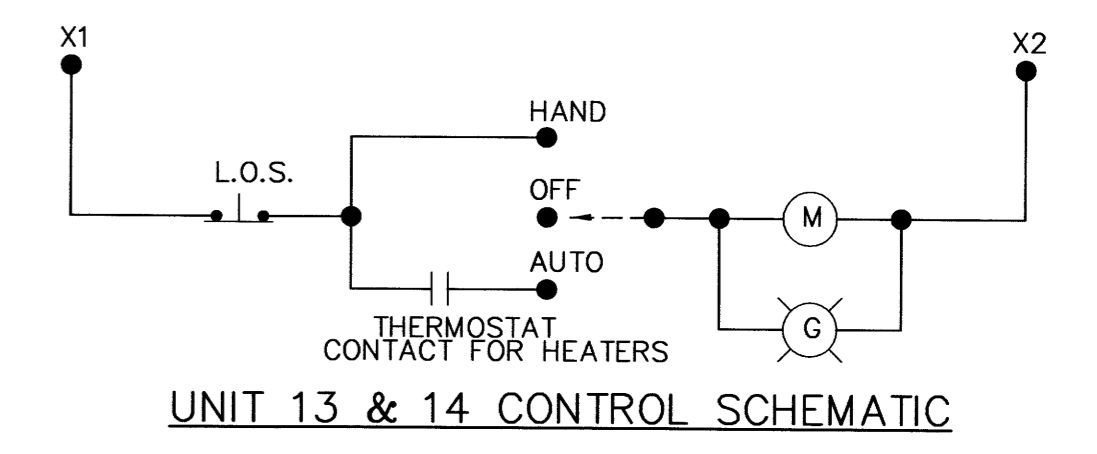 X1
X2
HAND
L.O.S.
OFF
M
AUTO
G
THERMOSTAT
CONTACT FOR HEATERS
UNIT 13 & 14 CONTROL SCHEMATIC